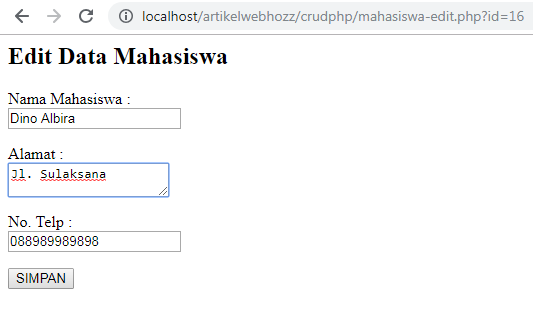 localhost/artikelwebhozz/crudphp/mahasiswa-edit.php?id=16
Edit Data Mahasiswa
Nama Mahasiswa :
Dino Albira
Alamat :
Jl. Sulaksana
No. Telp :
088989989898
SIMPAN